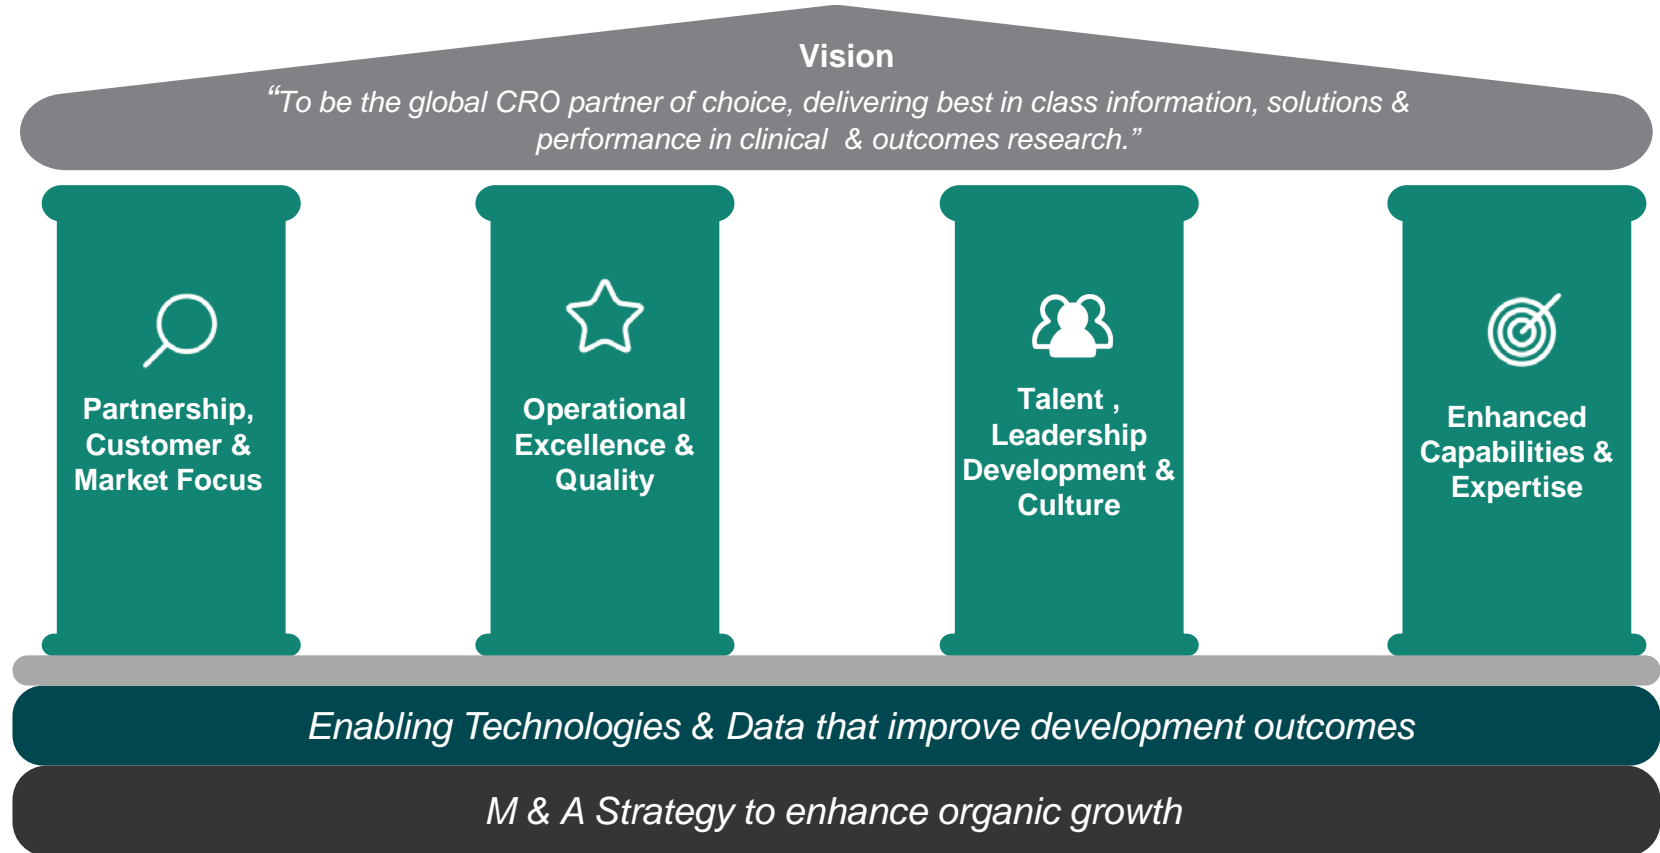 Vision
“To be the global CRO partner of choice, delivering best in class information, solutions &
performance in clinical  & outcomes research.”
Partnership,
Customer &
Market Focus
Operational
Excellence &
Quality
Talent ,
Leadership
Development &
Culture
Enhanced
Capabilities &
Expertise
Enabling Technologies & Data that improve development outcomes
M & A Strategy to enhance organic growth